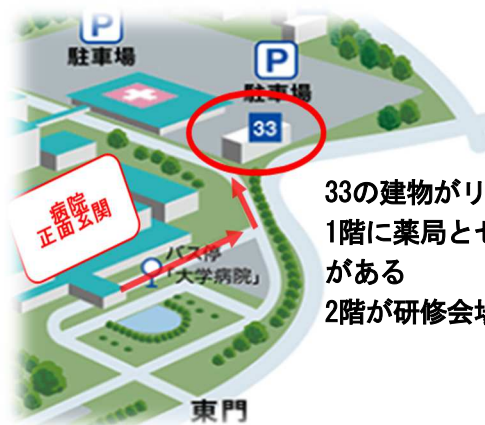 P
駐車場
P
駐車場
33
病院
正面玄関
バス停
「大学病院」
33の建物がリ
1階に薬局とセ
がある
2階が研修会場
東門